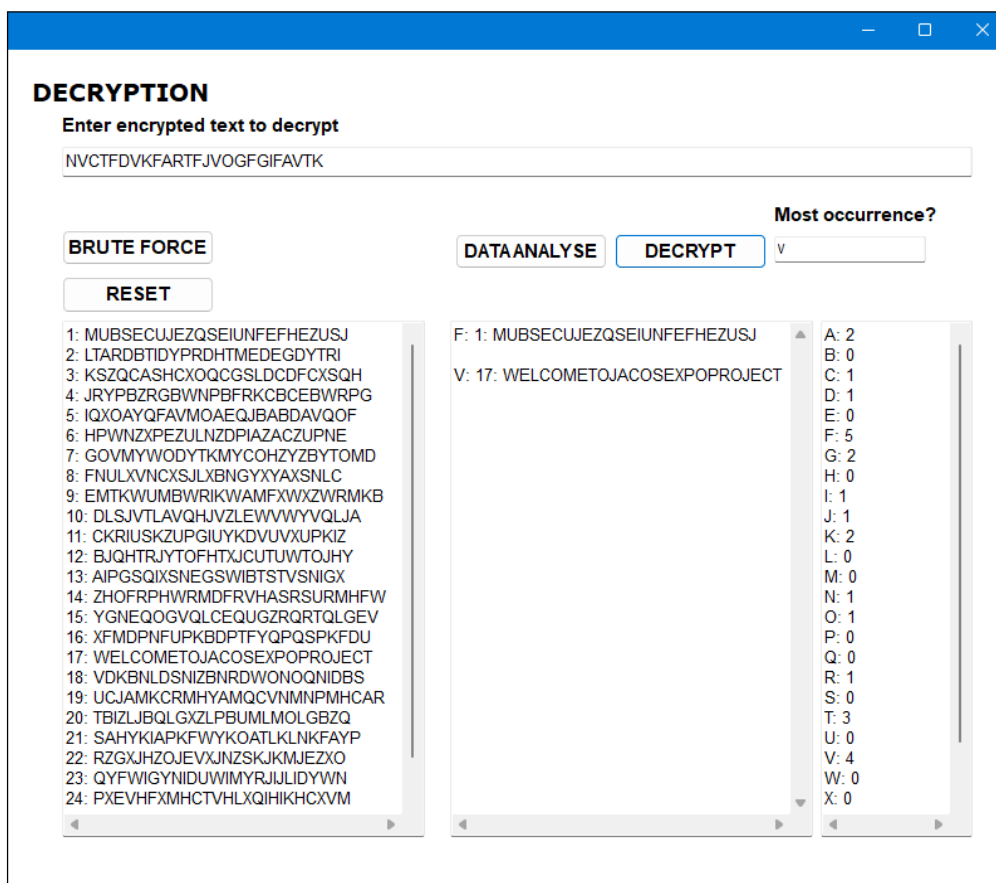 DECRYPTION
Enter encrypted text to decrypt
NVCTFDVKFARTFJVOGFGIFAVTK
Most occurrence?
BRUTE FORCE
DATA ANALYSE
DECRYPT
V
RESET
1: MUBSECUJEZQSEIUNFEFHEZUSJ
2: LTARDBTIDYPRDHTMEDEGDYTRI
3: KSZQCASHCXOQCGSLDCDFCXSQH
4: JRYPBZRGBWNPBFRKCBCEBWRPG
5: IQXOAYQFAVMOAEQJBABDAVQOF
6: HPWNZXPEZULNZDPIAZACZUPNE
7: GOVMYWODYTKMYCOHZYZBYTOMD
8: FNULXVNCXSJLXBNGYXYAXSNLC
9: EMTKWUMBWRIKWAMFXWXZWRMKB
10: DLSJVTLAVQHJVZLEWVWYVQLJA
11: CKRIUSKZUPGIUYKDVUVXUPKIZ
12: BJQHTRJYTOFHTXJCUTUWTOJHY
13: AIPGSQIXSNEGSWIBTSTVSNIGX
14: ZHOFRPHWRMDFRVHASRSURMHFW
15: YGNEQOGVQLCEQUGZRQRTQLGEV
16: XFMDPNFUPKBDPTFYQPQSPKFDU
17: WELCOMETOJACOSEXPOPROJECT
18: VDKBNLDSNIZBNRDWONOQNIDBS
19: UCJAMKCRMHYAMQCVNMNPMHCAR
20: TBIZLJBQLGXZLPBUMLMOLGBZQ
21: SAHYKIAPKFWYKOATLKLNKFAYP
22: RZGXJHZOJEVXJNZSKJKMJEZXO
23: QYFWIGYNIDUWIMYRJIJLIDYWN
24: PXEVHFXMHCTVHLXQIHIKHCXVM
F: 1: MUBSECUJEZQSEIUNFEFHEZUSJ
V: 17: WELCOMETOJACOSEXPOPROJECT
A: 2
B: 0
C: 1
D: 1
E: 0
F: 5
G: 2
H: 0
I: 1
J: 1
K: 2
L: 0
M: 0
N: 1
O: 1
P: 0
Q: 0
R: 1
S: 0
T: 3
U: 0
V: 4
W: 0
X: 0